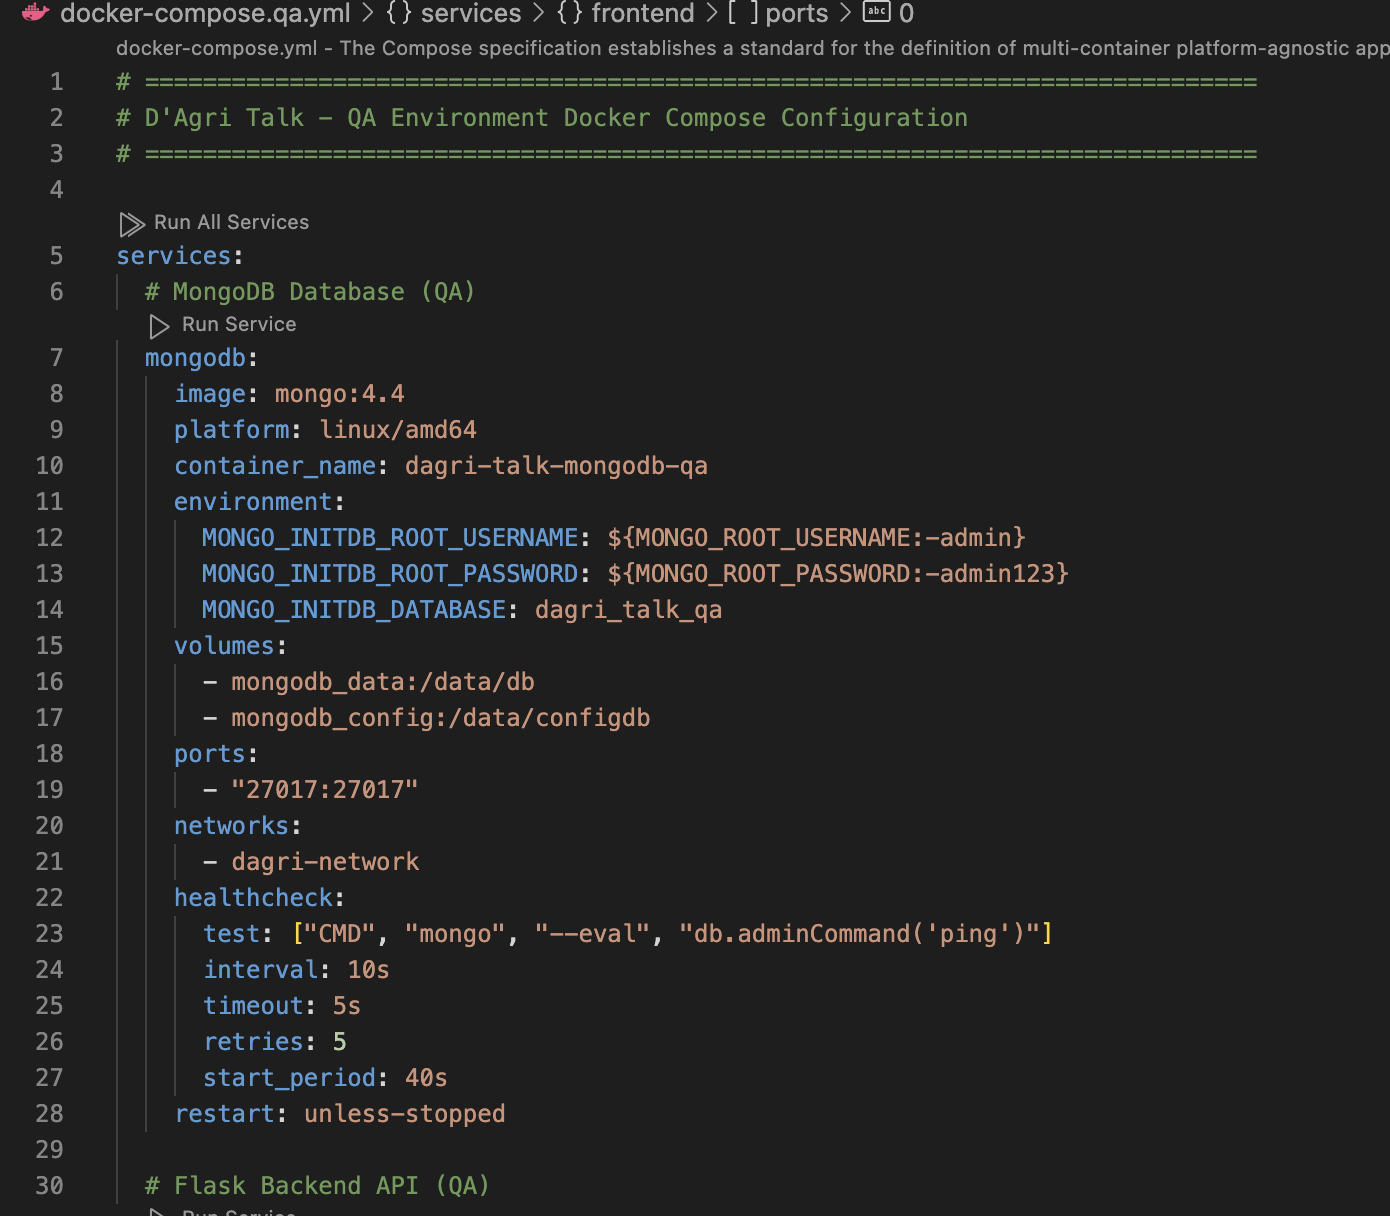 docker-compose.qa.yml > {} services > {} frontend > [ ] ports > abc 0
docker-compose.yml - The Compose specification establishes a standard for the definition of multi-container platform-agnostic app
1 # =============================================================================
2 # D'Agri Talk - QA Environment Docker Compose Configuration
3 # =============================================================================
4
Run All Services
5 services:
6 # MongoDB Database (QA)
Run Service
7 mongodb:
8 image: mongo:4.4
9 platform: linux/amd64
10 container_name: dagri-talk-mongodb-qa
11 environment:
12 MONGO_INITDB_ROOT_USERNAME: ${MONGO_ROOT_USERNAME:-admin}
13 MONGO_INITDB_ROOT_PASSWORD: ${MONGO_ROOT_PASSWORD:-admin123}
14 MONGO_INITDB_DATABASE: dagri_talk_qa
15 volumes:
16 - mongodb_data:/data/db
17 - mongodb_config:/data/configdb
18 ports:
19 - "27017:27017"
20 networks:
21 - dagri-network
22 healthcheck:
23 test: ["CMD", "mongo", "--eval", "db.adminCommand('ping')"]
24 interval: 10s
25 timeout: 5s
26 retries: 5
27 start_period: 40s
28 restart: unless-stopped
29
30 # Flask Backend API (QA)
Run Service